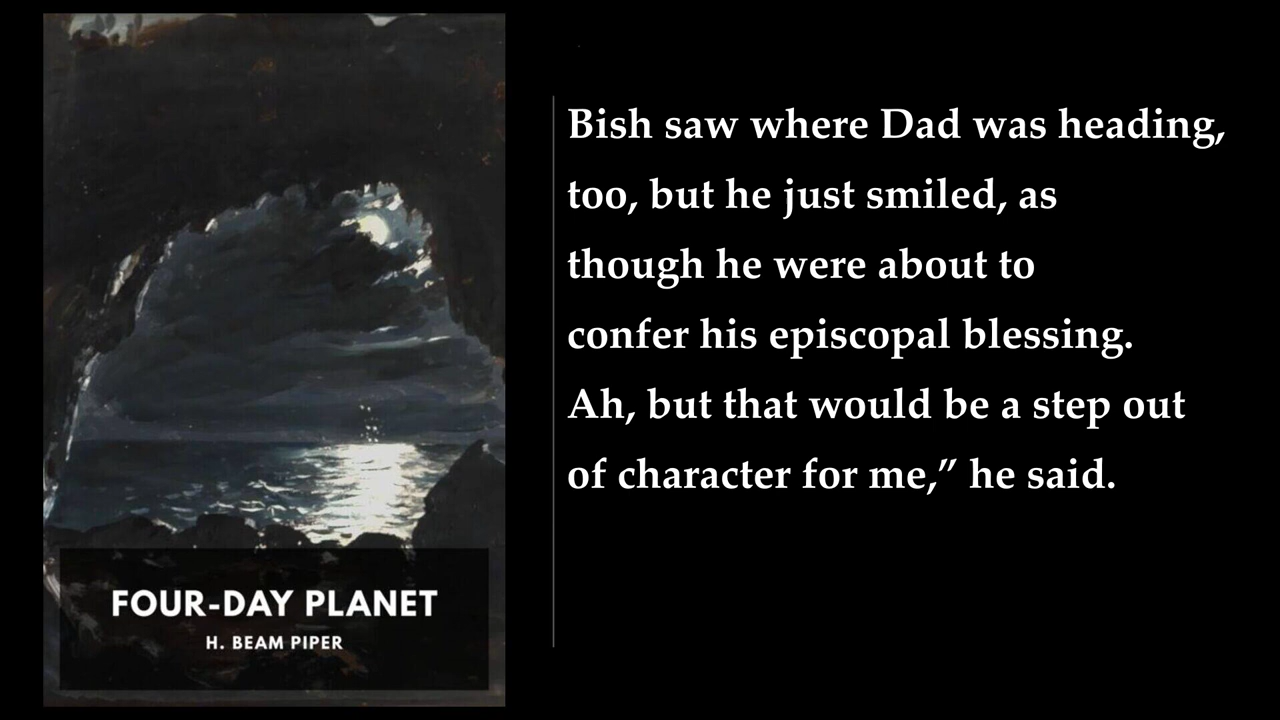 FOUR-DAY PLANET
H. BEAM PIPER
Bish saw where Dad was heading,
too, but he just smiled, as
though he were about to
confer his episcopal blessing.
Ah, but that would be a step out
of character for me,” he said.